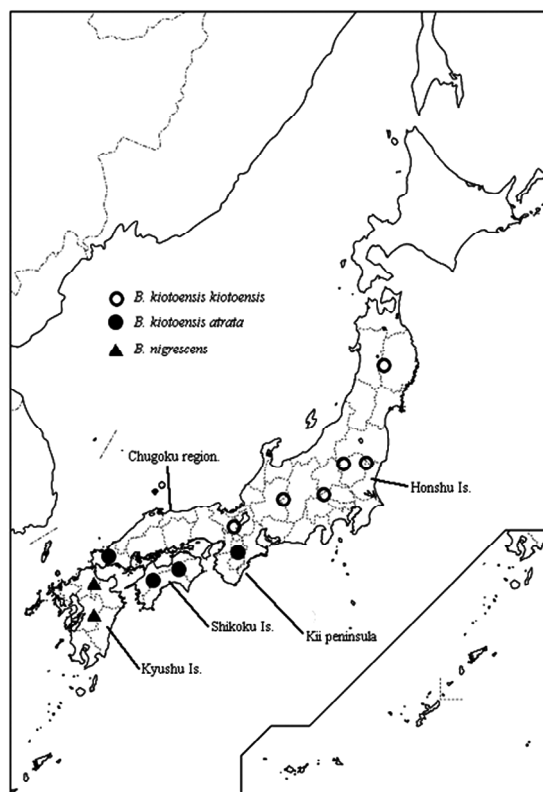 B. kiotoensis kiotoensis
B. kiotoensis atrata
B. nigrescens
Chugoku region.
Honshu Is.
Shikoku Is.
Kii peninsula
Kyushu Is.